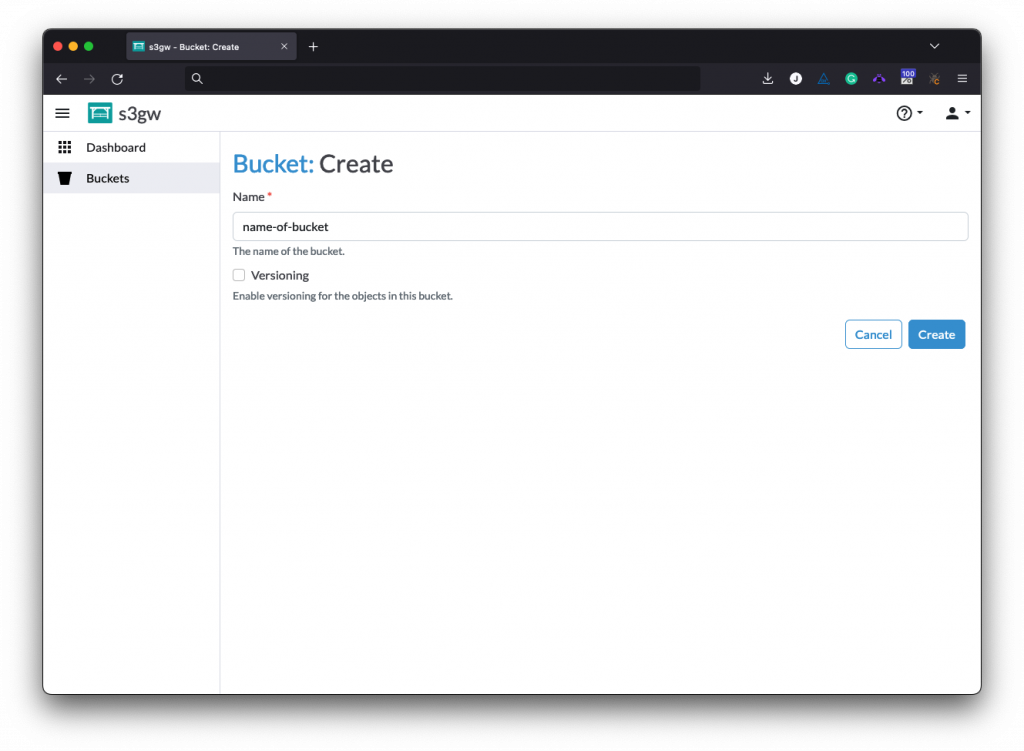 s3gw - Bucket: Create
J
G
100
s3gw
Dashboard
Buckets
Bucket: Create
Name *
name-of-bucket
The name of the bucket.
Versioning
Enable versioning for the objects in this bucket.
Cancel Create